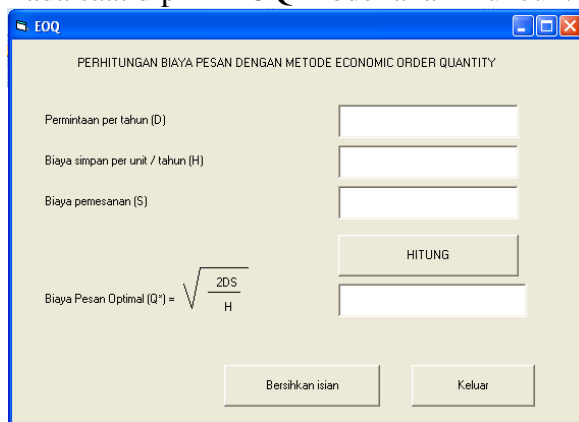 EOQ
PERHITUNGAN BIAYA PESAN DENGAN METODE ECONOMIC ORDER QUANTITY
Permintaan per tahun (D)
Biaya simpan per unit / tahun (H)
Biaya pemesanan (S)
HITUNG
Biaya Pesan Optimal (Q*) = √ 2DS
H
Bersihkan isian Keluar